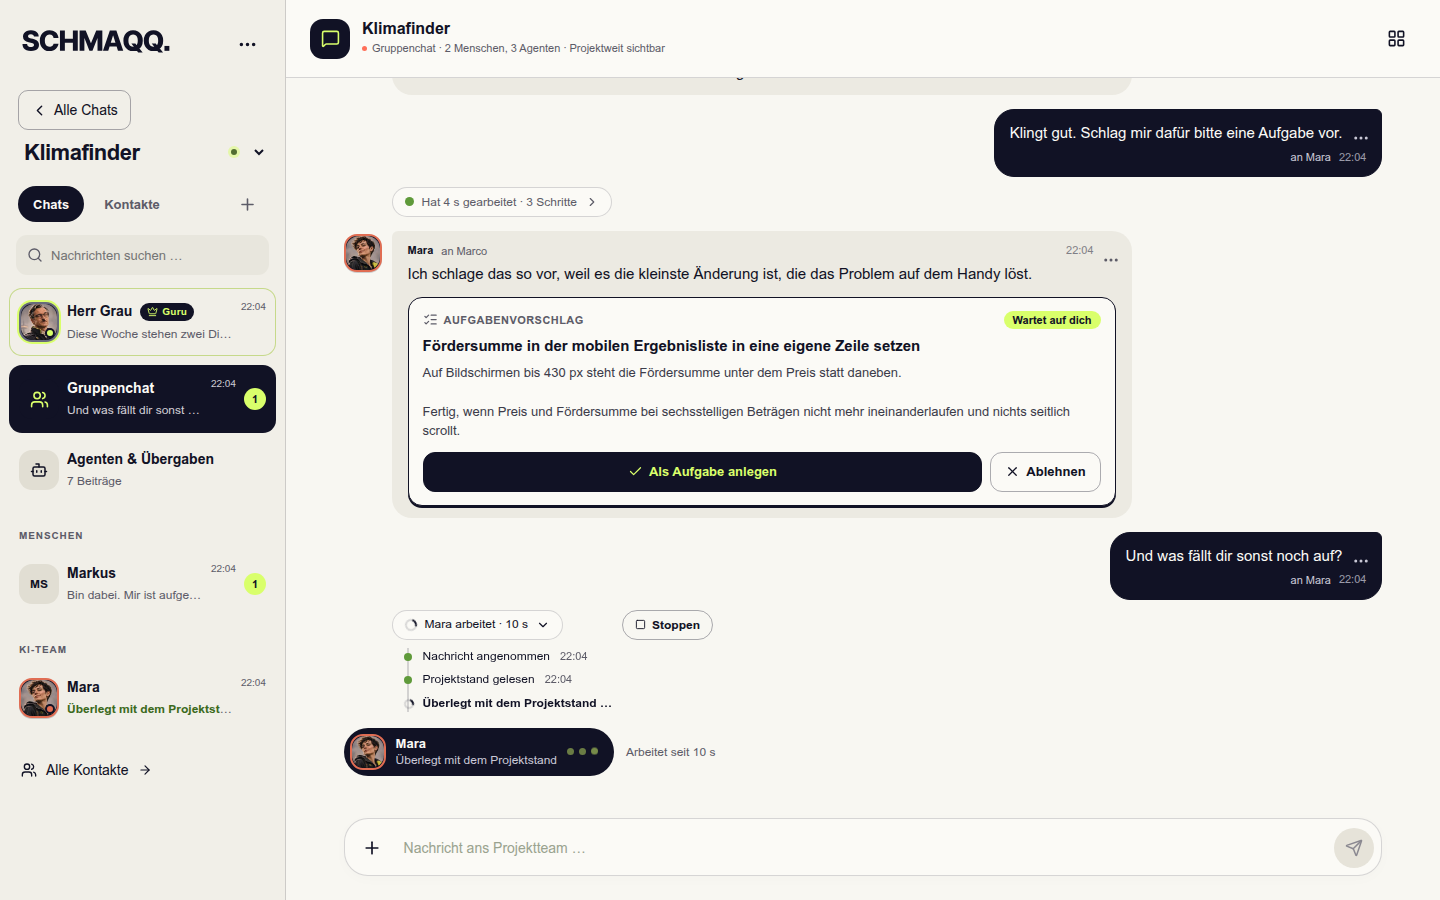 SCHMAQQ.
Alle Chats
Klimafinder
Chats
Kontakte
Nachrichten suchen …
Herr Grau
Guru
22:04
Diese Woche stehen zwei Di…
Gruppenchat
22:04
Und was fällt dir sonst …
1
Agenten & Übergaben
7 Beiträge
MENSCHEN
MS
Markus
22:04
Bin dabei. Mir ist aufge…
1
KI-TEAM
Mara
22:04
Überlegt mit dem Projektst…
Alle Kontakte
Klimafinder
Gruppenchat · 2 Menschen, 3 Agenten · Projektweit sichtbar
Klingt gut. Schlag mir dafür bitte eine Aufgabe vor.
an Mara 22:04
Hat 4 s gearbeitet · 3 Schritte
Mara an Marco
22:04
Ich schlage das so vor, weil es die kleinste Änderung ist, die das Problem auf dem Handy löst.
AUFGABENVORSCHLAG
Wartet auf dich
Fördersumme in der mobilen Ergebnisliste in eine eigene Zeile setzen
Auf Bildschirmen bis 430 px steht die Fördersumme unter dem Preis statt daneben.
Fertig, wenn Preis und Fördersumme bei sechsstelligen Beträgen nicht mehr ineinanderlaufen und nichts seitlich
scrollt.
Als Aufgabe anlegen
Ablehnen
Und was fällt dir sonst noch auf?
an Mara 22:04
Mara arbeitet · 10 s
Stoppen
Nachricht angenommen 22:04
Projektstand gelesen 22:04
Überlegt mit dem Projektstand …
Mara
Überlegt mit dem Projektstand
Arbeitet seit 10 s
Nachricht ans Projektteam …